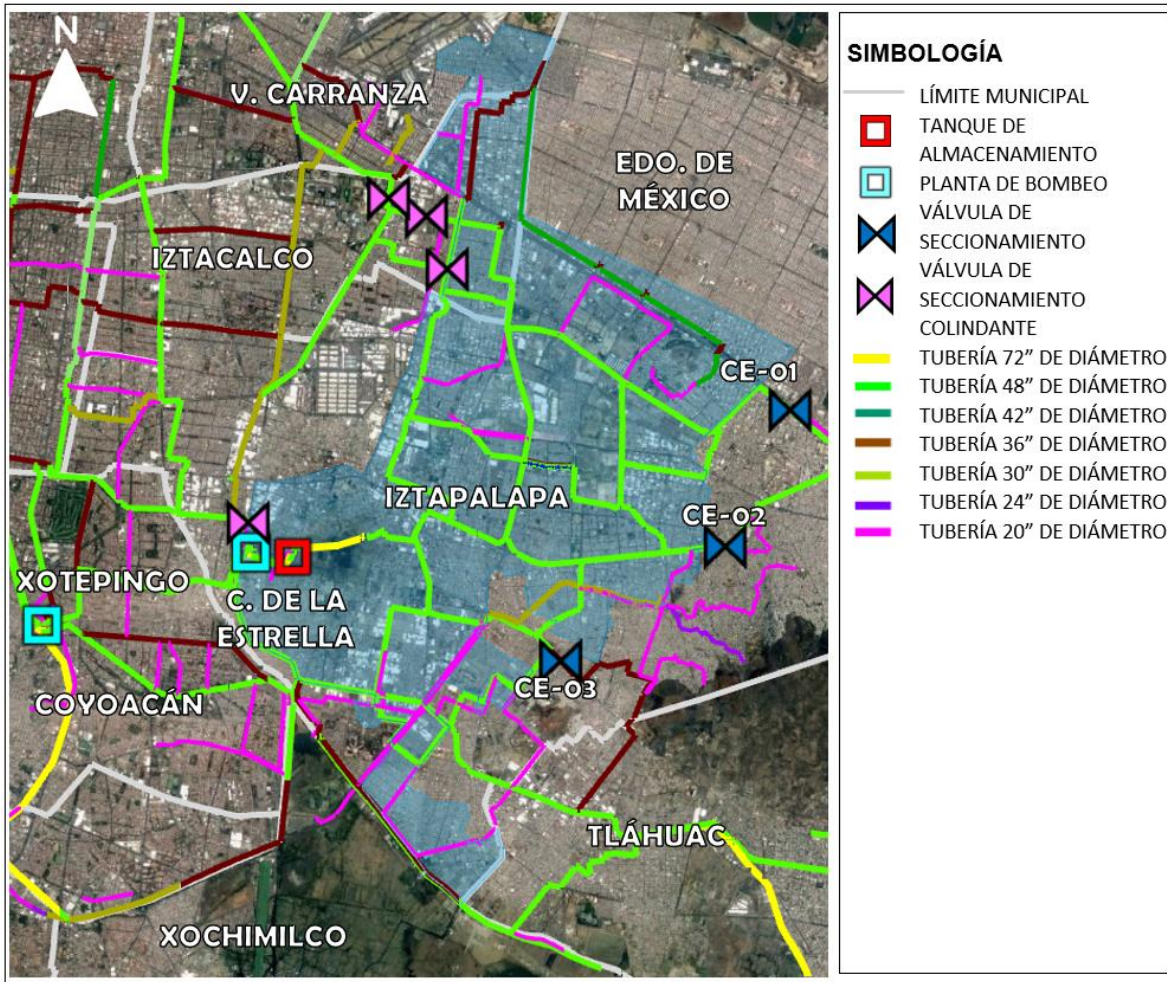 N
V. CARRANZA
EDO. DE
MÉXICO
IZTACALCO
CE-01
IZTAPALAPA
CE-02
XOTEPINGO
C. DE LA
ESTRELLA
CE-03
COYOACÁN
TLÁHUAC
XOCHIMILCO
SIMBOLOGÍA
LÍMITE MUNICIPAL
TANQUE DE
ALMACENAMIENTO
PLANTA DE BOMBEO
VÁLVULA DE
SECCIONAMIENTO
VÁLVULA DE
SECCIONAMIENTO
COLINDANTE
TUBERÍA 72” DE DIÁMETRO
TUBERÍA 48” DE DIÁMETRO
TUBERÍA 42” DE DIÁMETRO
TUBERÍA 36” DE DIÁMETRO
TUBERÍA 30” DE DIÁMETRO
TUBERÍA 24” DE DIÁMETRO
TUBERÍA 20” DE DIÁMETRO